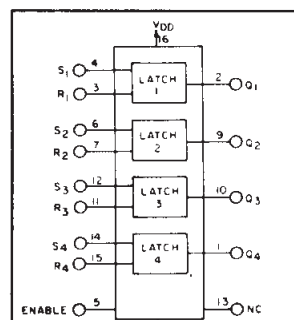 VDD
16
S1 4
LATCH
1
2 Q1
R1 3
S2 6
LATCH
2
9 Q2
R2 7
S3 12
LATCH
3
10 Q3
R3 11
S4 14
LATCH
4
1 Q4
R4 15
ENABLE 5
13 NC